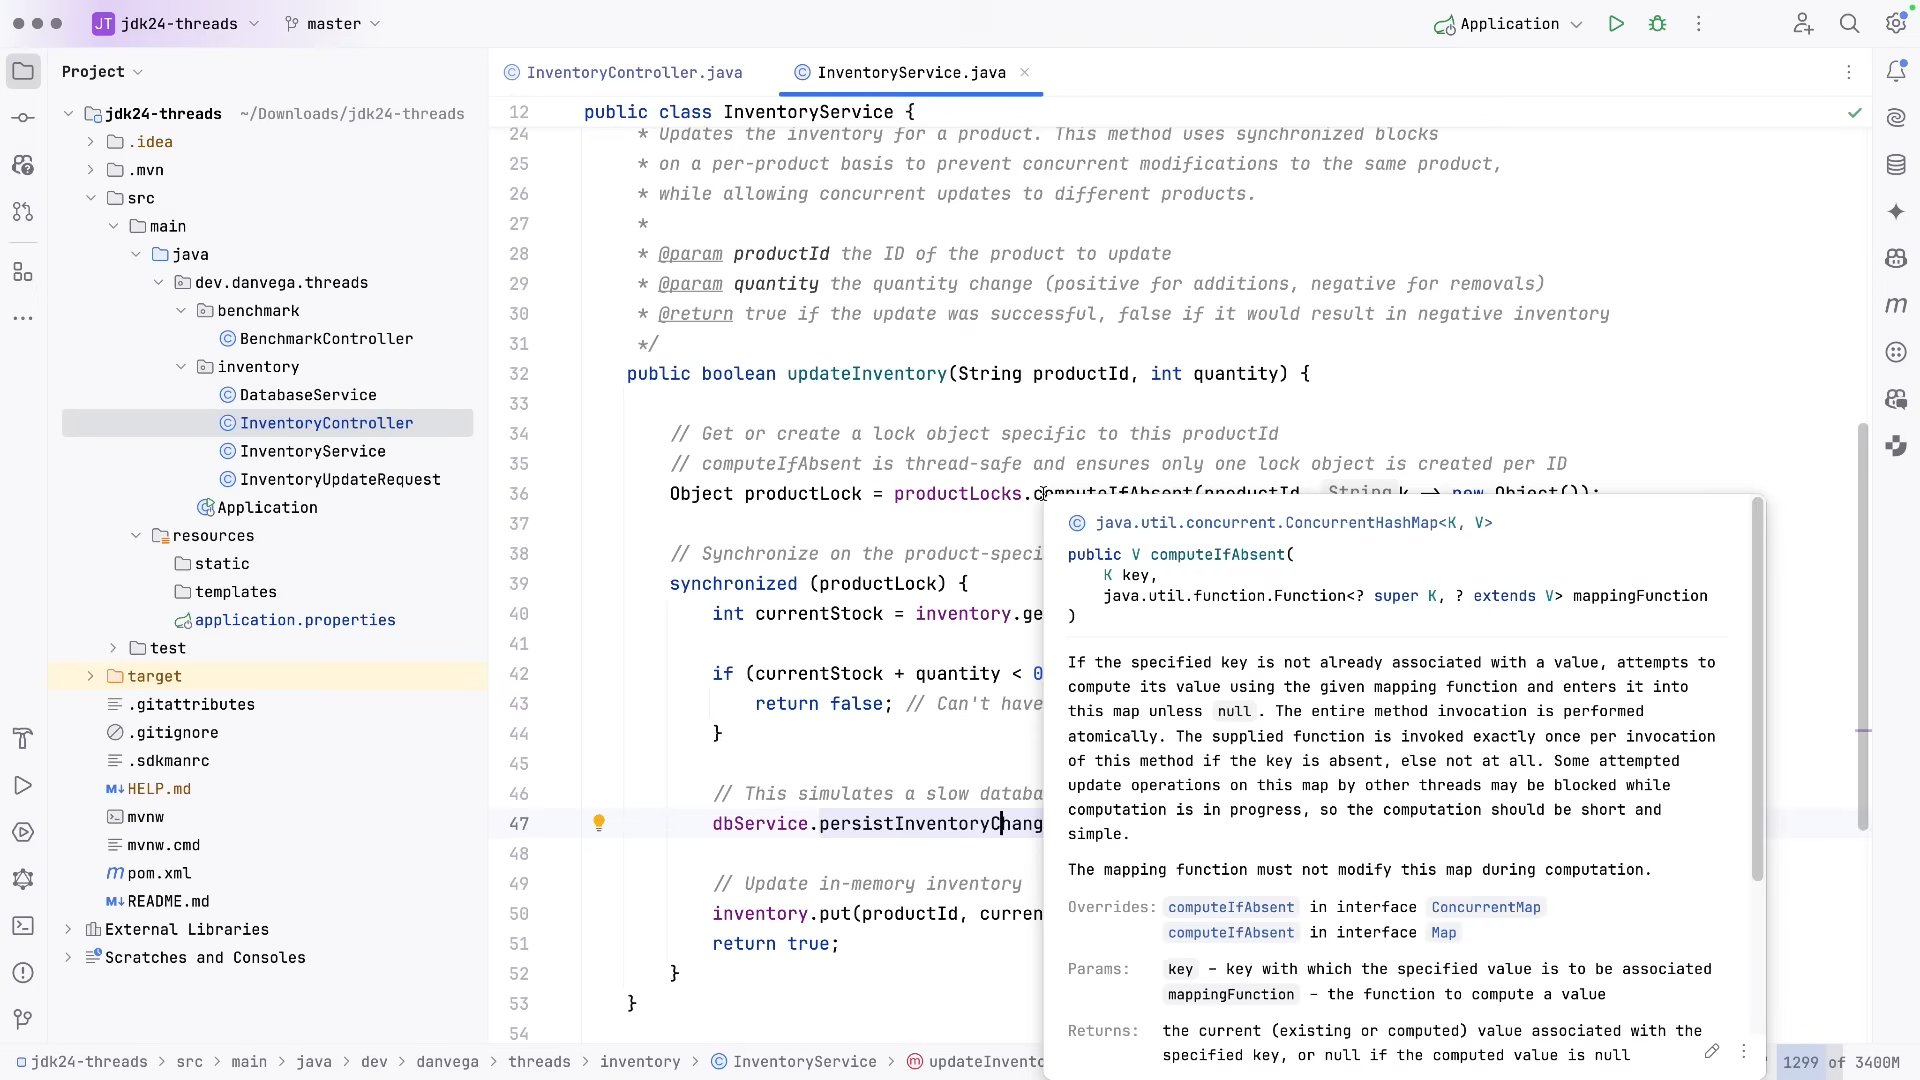 JT jdk24-threads
master
Application
Project
jdk24-threads ~/Downloads/jdk24-threads
.idea
.mvn
src
main
java
dev.danvega.threads
benchmark
BenchmarkController
inventory
DatabaseService
InventoryController
InventoryService
InventoryUpdateRequest
Application
resources
static
templates
application.properties
test
target
.gitattributes
.gitignore
.sdkmanrc
M↓ HELP.md
mvnw
mvnw.cmd
m pom.xml
M↓ README.md
External Libraries
Scratches and Consoles
InventoryController.java
InventoryService.java
12 public class InventoryService {
24 * Updates the inventory for a product. This method uses synchronized blocks
25 * on a per-product basis to prevent concurrent modifications to the same product,
26 * while allowing concurrent updates to different products.
27 *
28 * @param productId the ID of the product to update
29 * @param quantity the quantity change (positive for additions, negative for removals)
30 * @return true if the update was successful, false if it would result in negative inventory
31 */
32 public boolean updateInventory(String productId, int quantity) {
33
34 // Get or create a lock object specific to this productId
35 // computeIfAbsent is thread-safe and ensures only one lock object is created per ID
36 Object productLock = productLocks.computeIfAbsent(productId, String k → new Object());
37
38 // Synchronize on the product-speci
39 synchronized (productLock) {
40 int currentStock = inventory.ge
41
42 if (currentStock + quantity < 0
43 return false; // Can't have
44 }
45
46 // This simulates a slow databa
47 dbService.persistInventoryChang
48
49 // Update in-memory inventory
50 inventory.put(productId, curren
51 return true;
52 }
53 }
54
java.util.concurrent.ConcurrentHashMap<K, V>
public V computeIfAbsent(
K key,
java.util.function.Function<? super K, ? extends V> mappingFunction
)
If the specified key is not already associated with a value, attempts to
compute its value using the given mapping function and enters it into
this map unless null. The entire method invocation is performed
atomically. The supplied function is invoked exactly once per invocation
of this method if the key is absent, else not at all. Some attempted
update operations on this map by other threads may be blocked while
computation is in progress, so the computation should be short and
simple.
The mapping function must not modify this map during computation.
Overrides: computeIfAbsent in interface ConcurrentMap
computeIfAbsent in interface Map
Params: key – key with which the specified value is to be associated
mappingFunction – the function to compute a value
Returns: the current (existing or computed) value associated with the
specified key, or null if the computed value is null
jdk24-threads > src > main > java > dev > danvega > threads > inventory > InventoryService > updateInvento
1299 of 3400M